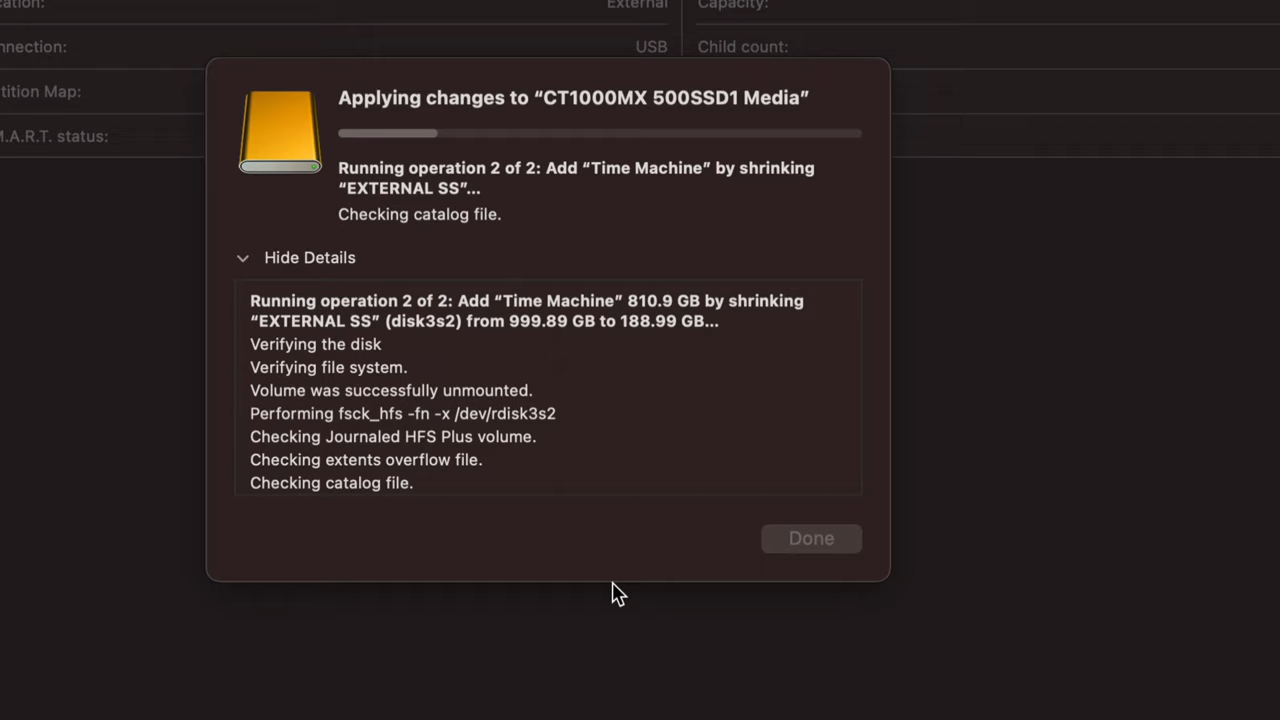 cation:
External
Capacity:
nnection:
USB
Child count:
tition Map:
M.A.R.T. status:
Applying changes to “CT1000MX 500SSD1 Media”
Running operation 2 of 2: Add “Time Machine” by shrinking
“EXTERNAL SS”...
Checking catalog file.
Hide Details
Running operation 2 of 2: Add “Time Machine” 810.9 GB by shrinking
“EXTERNAL SS” (disk3s2) from 999.89 GB to 188.99 GB...
Verifying the disk
Verifying file system.
Volume was successfully unmounted.
Performing fsck_hfs -fn -x /dev/rdisk3s2
Checking Journaled HFS Plus volume.
Checking extents overflow file.
Checking catalog file.
Done